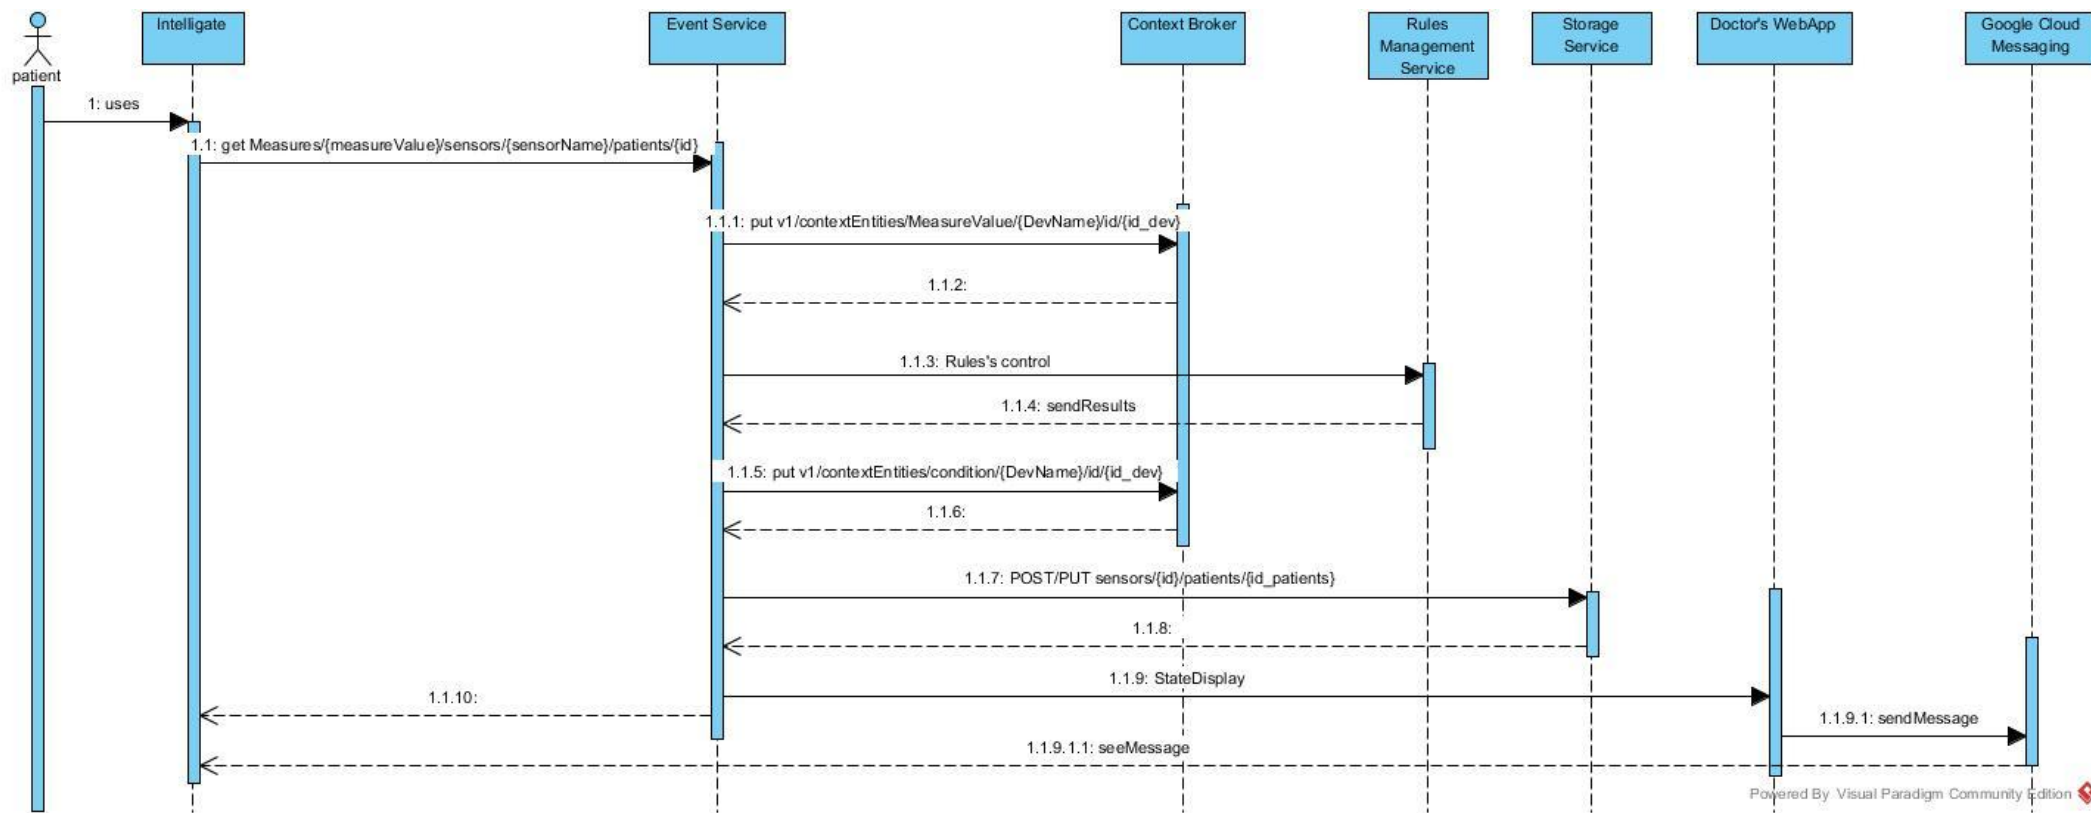 patient
Intelligate
Event Service
Context Broker
Rules
Management
Service
Storage
Service
Doctor's WebApp
Google Cloud
Messaging
1: uses
1.1: get Measures/{measureValue}/sensors/{sensorName}/patients/{id}
1.1.1: put v1/contextEntities/MeasureValue/{DevName}/id/{id_dev}
1.1.2:
1.1.3: Rules's control
1.1.4: sendResults
1.1.5: put v1/contextEntities/condition/{DevName}/id/{id_dev}
1.1.6:
1.1.7: POST/PUT sensors/{id}/patients/{id_patients}
1.1.8:
1.1.9: StateDisplay
1.1.10:
1.1.9.1: sendMessage
1.1.9.1.1: seeMessage
Powered By Visual Paradigm Community Edition